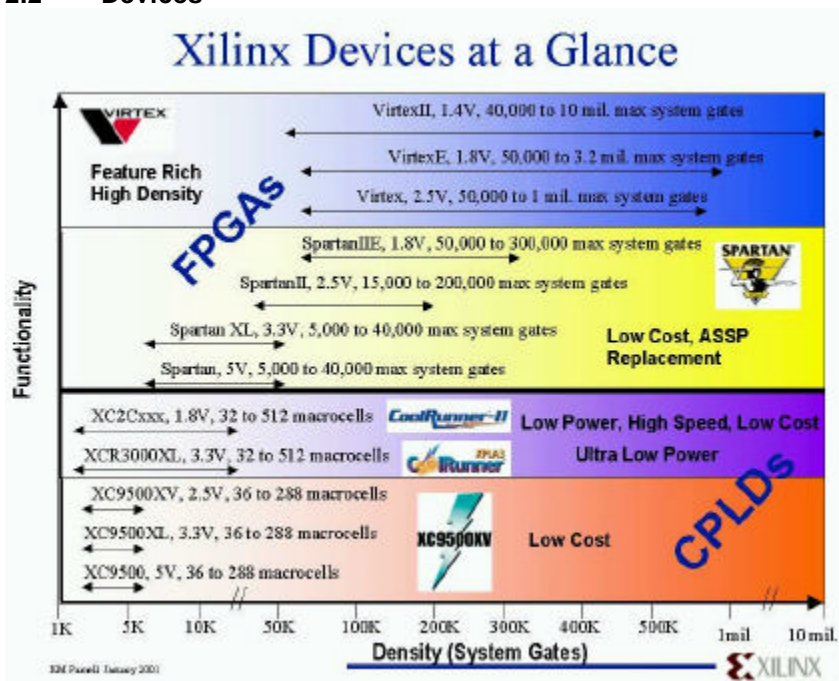 2.2 Devices
Xilinx Devices at a Glance
VIRTEX
VirtexII, 1.4V, 40,000 to 10 mil. max system gates
VirtexE, 1.8V, 50,000 to 3.2 mil. max system gates
Feature Rich
High Density
Virtex, 2.5V, 50,000 to 1 mil. max system gates
FPGAs
SpartanIIE, 1.8V, 50,000 to 300,000 max system gates
SPARTAN
SpartanII, 2.5V, 15,000 to 200,000 max system gates
Spartan XL, 3.3V, 5,000 to 40,000 max system gates
Low Cost, ASSP
Replacement
Spartan, 5V, 5,000 to 40,000 max system gates
Functionality
XC2Cxxx, 1.8V, 32 to 512 macrocells
CoolRunner-II
Low Power, High Speed, Low Cost
XCR3000XL, 3.3V, 32 to 512 macrocells
CoolRunner
XPLA3
Ultra Low Power
CPLDs
XC9500XV, 2.5V, 36 to 288 macrocells
XC9500XL, 3.3V, 36 to 288 macrocells
XC9500XV
Low Cost
XC9500, 5V, 36 to 288 macrocells
1K 5K 10K 50K 100K 200K 300K 400K 500K 1mil 10 mil.
Density (System Gates)
January 2001
XILINX